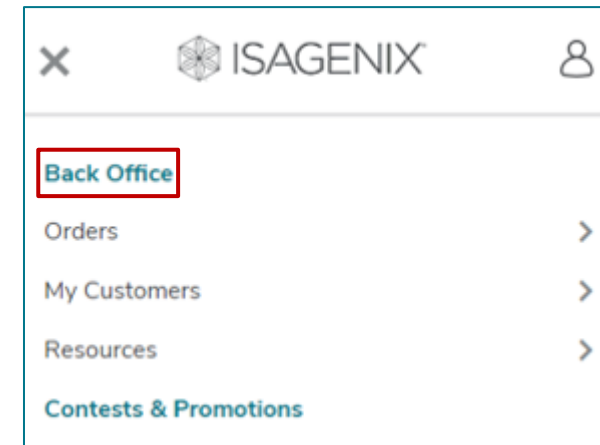 ISAGENIX
Back Office
Orders
My Customers
Resources
Contests & Promotions